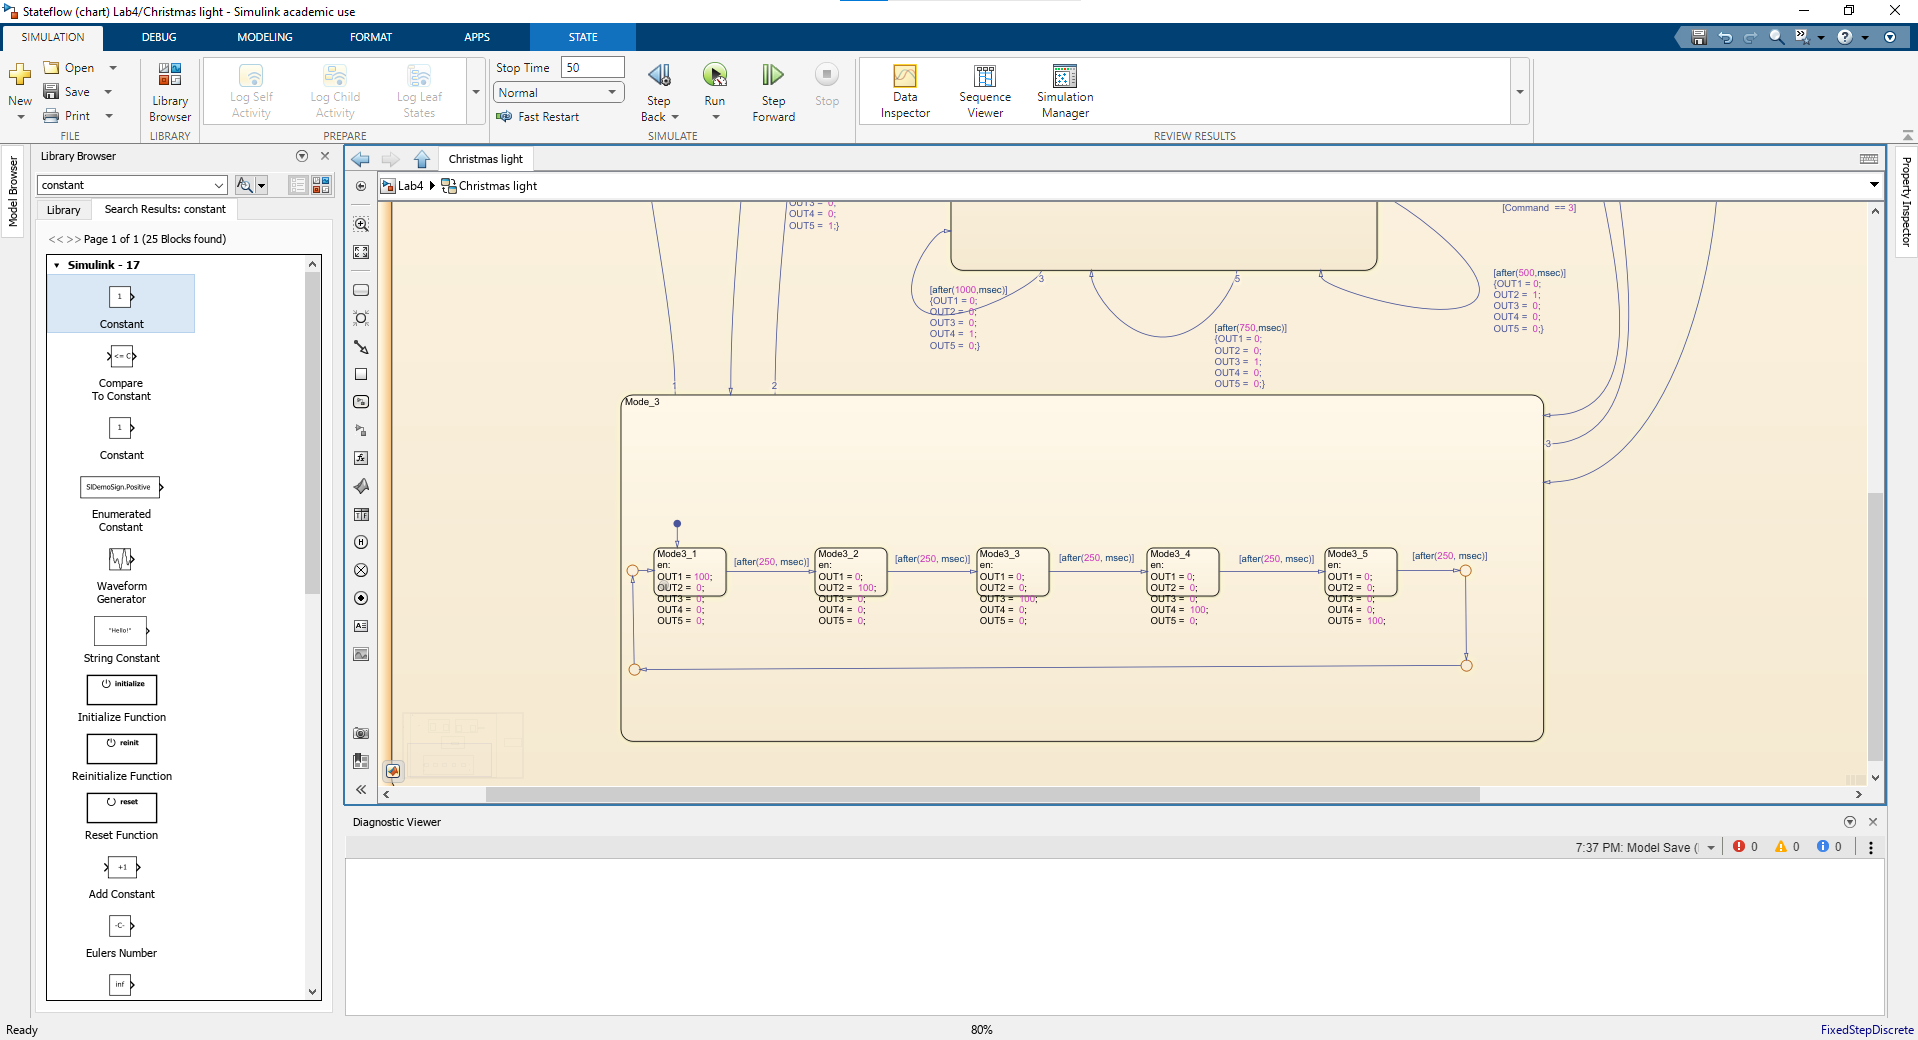 Stateflow (chart) Lab4/Christmas light - Simulink academic use
SIMULATION
DEBUG
MODELING
FORMAT
APPS
STATE
New
Open
Save
Print
FILE
Library
Browser
LIBRARY
Log Self
Activity
Log Child
Activity
Log Leaf
States
PREPARE
Stop Time 50
Normal
Fast Restart
Step
Back
Run
Step
Forward
Stop
SIMULATE
Data
Inspector
Sequence
Viewer
Simulation
Manager
REVIEW RESULTS
Model Browser
Library Browser
constant
Library
Search Results: constant
<< >> Page 1 of 1 (25 Blocks found)
Simulink - 17
1
Constant
<= C
Compare
To Constant
1
Constant
SlDemoSign.Positive
Enumerated
Constant
Waveform
Generator
"Hello!"
String Constant
initialize
Initialize Function
reinit
Reinitialize Function
reset
Reset Function
+1
Add Constant
-C-
Eulers Number
inf
Christmas light
Lab4
Christmas light
Property Inspector
OUT3 = 0;
OUT4 = 0;
OUT5 = 1;}
[Command == 3]
3
5
[after(1000,msec)]
{OUT1 = 0;
OUT2 = 0;
OUT3 = 0;
OUT4 = 1;
OUT5 = 0;}
[after(750,msec)]
{OUT1 = 0;
OUT2 = 0;
OUT3 = 1;
OUT4 = 0;
OUT5 = 0;}
[after(500,msec)]
{OUT1 = 0;
OUT2 = 1;
OUT3 = 0;
OUT4 = 0;
OUT5 = 0;}
1
2
3
Mode_3
Mode3_1
en:
OUT1 = 100;
OUT2 = 0;
OUT3 = 0;
OUT4 = 0;
OUT5 = 0;
[after(250, msec)]
Mode3_2
en:
OUT1 = 0;
OUT2 = 100;
OUT3 = 0;
OUT4 = 0;
OUT5 = 0;
[after(250, msec)]
Mode3_3
en:
OUT1 = 0;
OUT2 = 0;
OUT3 = 100;
OUT4 = 0;
OUT5 = 0;
[after(250, msec)]
Mode3_4
en:
OUT1 = 0;
OUT2 = 0;
OUT3 = 0;
OUT4 = 100;
OUT5 = 0;
[after(250, msec)]
Mode3_5
en:
OUT1 = 0;
OUT2 = 0;
OUT3 = 0;
OUT4 = 0;
OUT5 = 100;
[after(250, msec)]
Diagnostic Viewer
7:37 PM: Model Save (
0
0
0
Ready
80%
FixedStepDiscrete